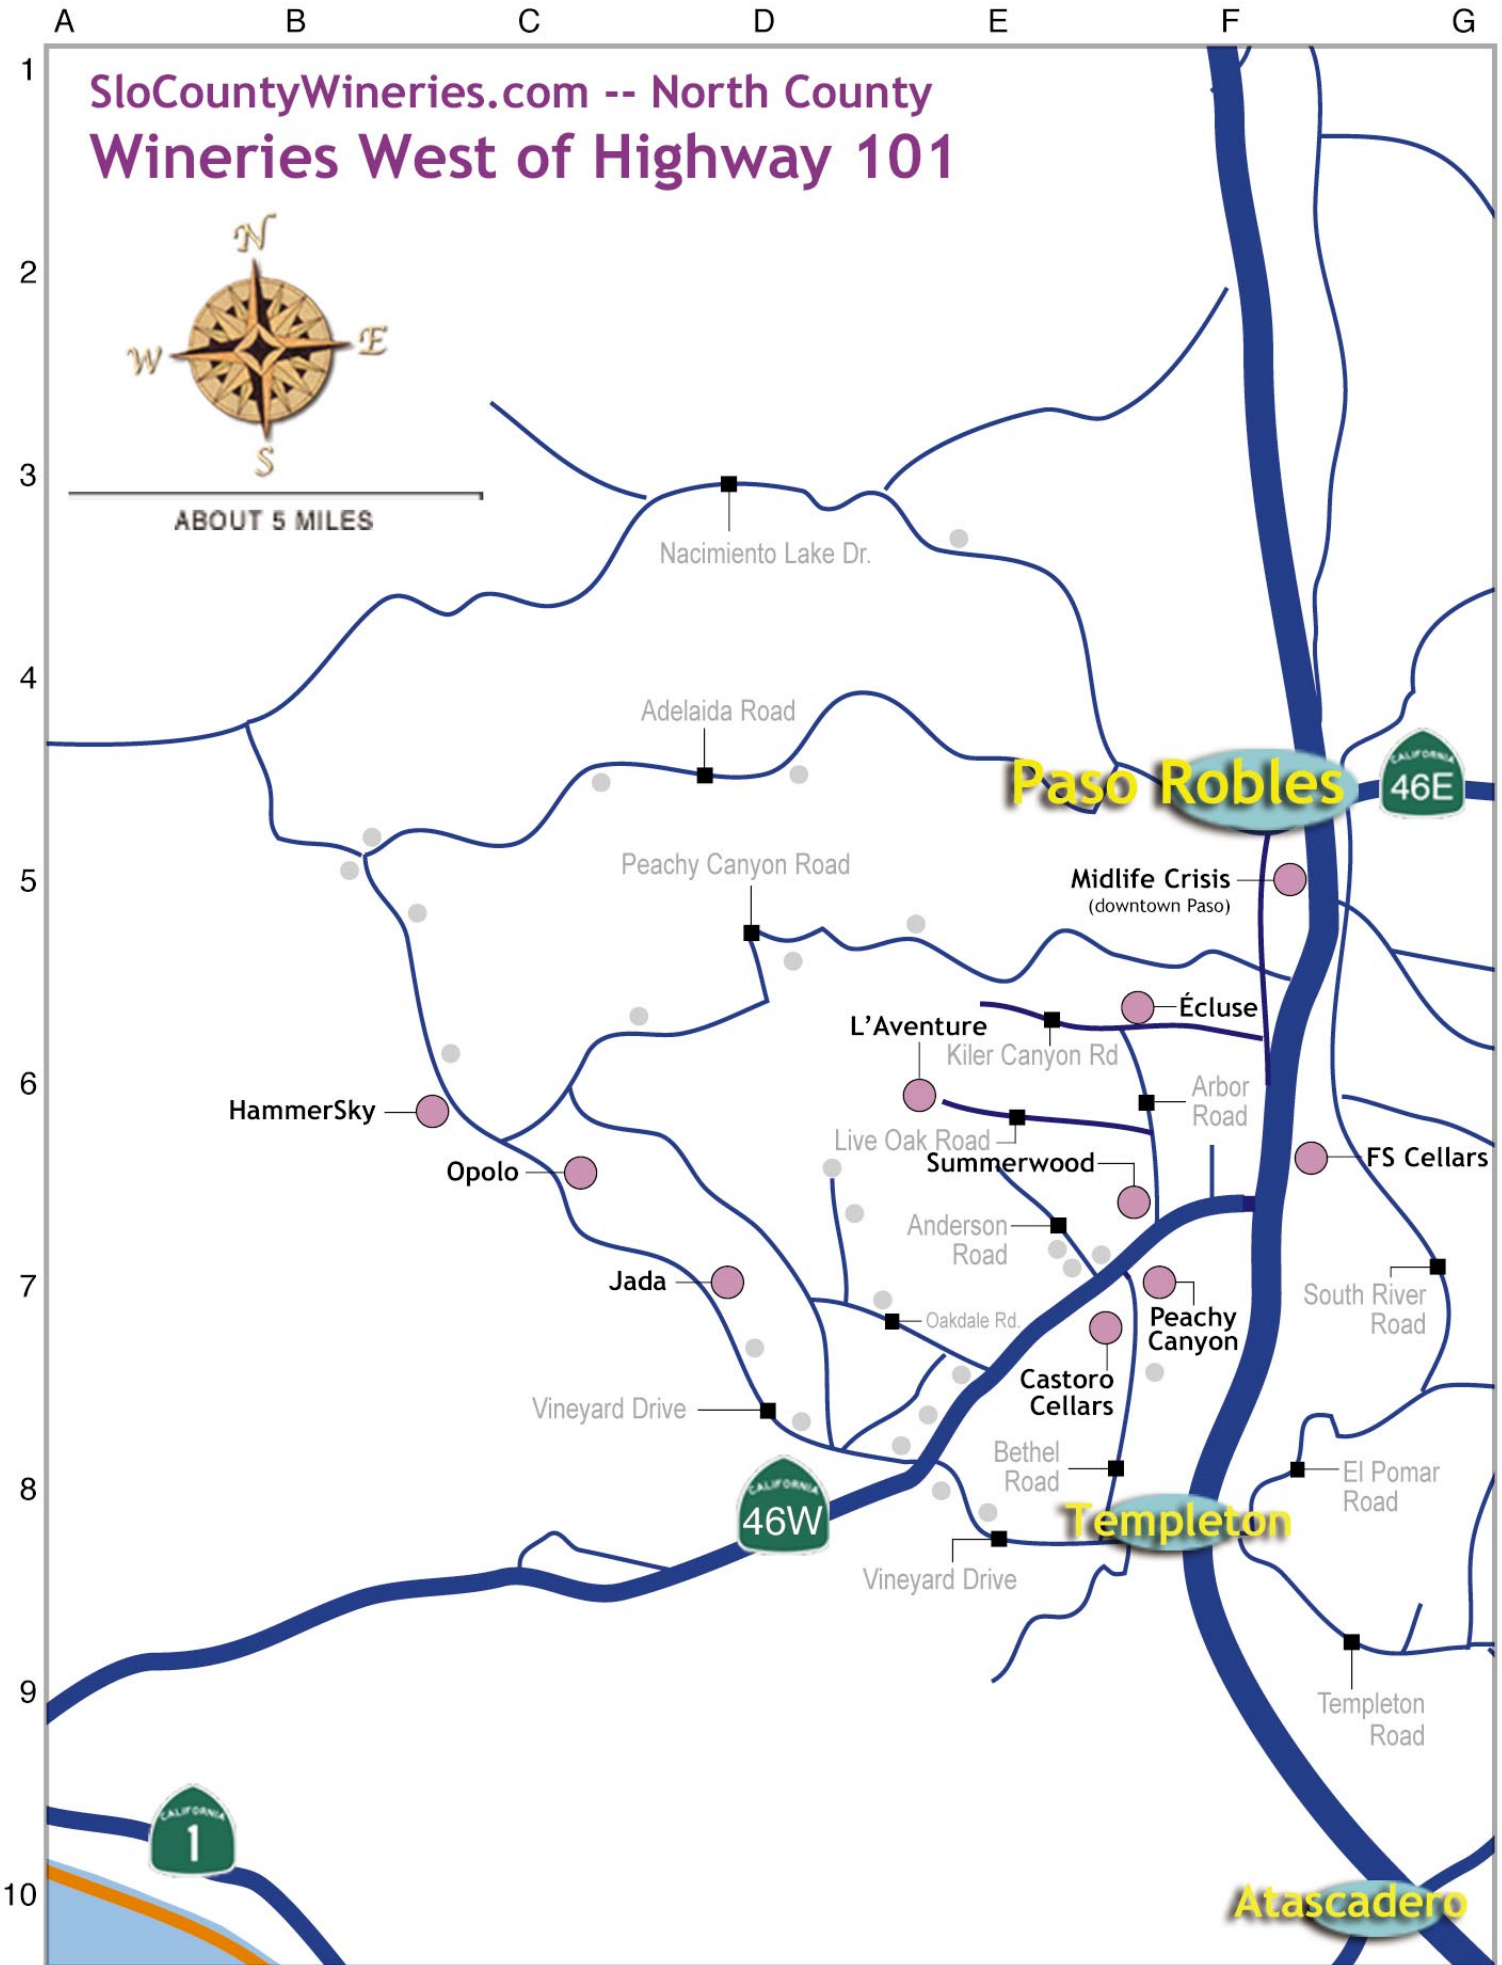 A B C D E F G
1
SloCountyWineries.com -- North County
Wineries West of Highway 101
N
2
W E
S
3
ABOUT 5 MILES
Nacimiento Lake Dr.
4
Adelaida Road
Paso Robles
CALIFORNIA
46E
Peachy Canyon Road
5
Midlife Crisis
(downtown Paso)
Écluse
L'Aventure
Kiler Canyon Rd
6
Arbor
Road
HammerSky
Live Oak Road
Summerwood
FS Cellars
Opolo
Anderson
Road
7
Jada
South River
Road
Oakdale Rd.
Peachy
Canyon
Castoro
Cellars
Vineyard Drive
Bethel
Road
El Pomar
Road
8
CALIFORNIA
46W
Templeton
Vineyard Drive
9
Templeton
Road
CALIFORNIA
1
10
Atascadero